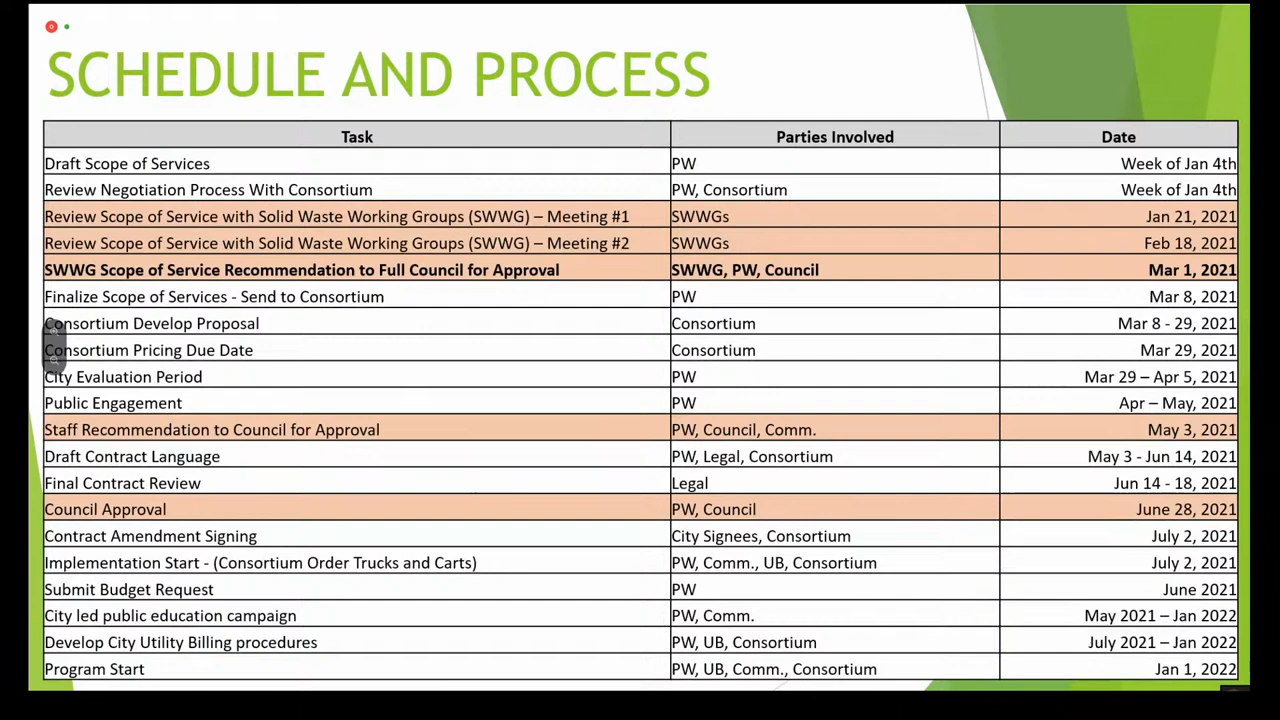 SCHEDULE AND PROCESS
Task Parties Involved Date
Draft Scope of Services PW Week of Jan 4th
Review Negotiation Process With Consortium PW, Consortium Week of Jan 4th
Review Scope of Service with Solid Waste Working Groups (SWWG) – Meeting #1 SWWGs Jan 21, 2021
Review Scope of Service with Solid Waste Working Groups (SWWG) – Meeting #2 SWWGs Feb 18, 2021
SWWG Scope of Service Recommendation to Full Council for Approval SWWG, PW, Council Mar 1, 2021
Finalize Scope of Services - Send to Consortium PW Mar 8, 2021
Consortium Develop Proposal Consortium Mar 8 - 29, 2021
Consortium Pricing Due Date Consortium Mar 29, 2021
City Evaluation Period PW Mar 29 – Apr 5, 2021
Public Engagement PW Apr – May, 2021
Staff Recommendation to Council for Approval PW, Council, Comm. May 3, 2021
Draft Contract Language PW, Legal, Consortium May 3 - Jun 14, 2021
Final Contract Review Legal Jun 14 - 18, 2021
Council Approval PW, Council June 28, 2021
Contract Amendment Signing City Signees, Consortium July 2, 2021
Implementation Start - (Consortium Order Trucks and Carts) PW, Comm., UB, Consortium July 2, 2021
Submit Budget Request PW June 2021
City led public education campaign PW, Comm. May 2021 – Jan 2022
Develop City Utility Billing procedures PW, UB, Consortium July 2021 – Jan 2022
Program Start PW, UB, Comm., Consortium Jan 1, 2022